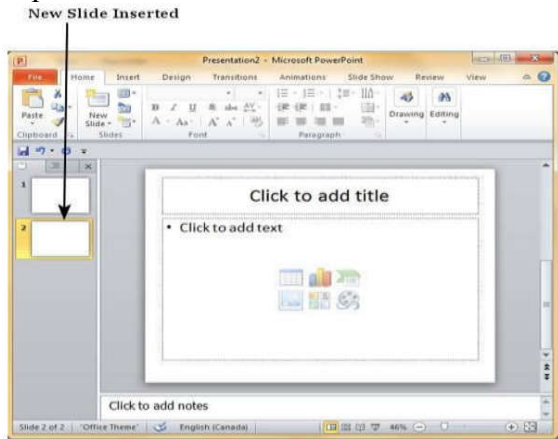 New Slide Inserted
Presentation2 - Microsoft PowerPoint
File Home Insert Design Transitions Animations Slide Show Review View
Paste
New Slide
Drawing Editing
Clipboard Slides Font Paragraph
1
2
Click to add title
• Click to add text
Click to add notes
Slide 2 of 2 "Office Theme" English (Canada) 46%